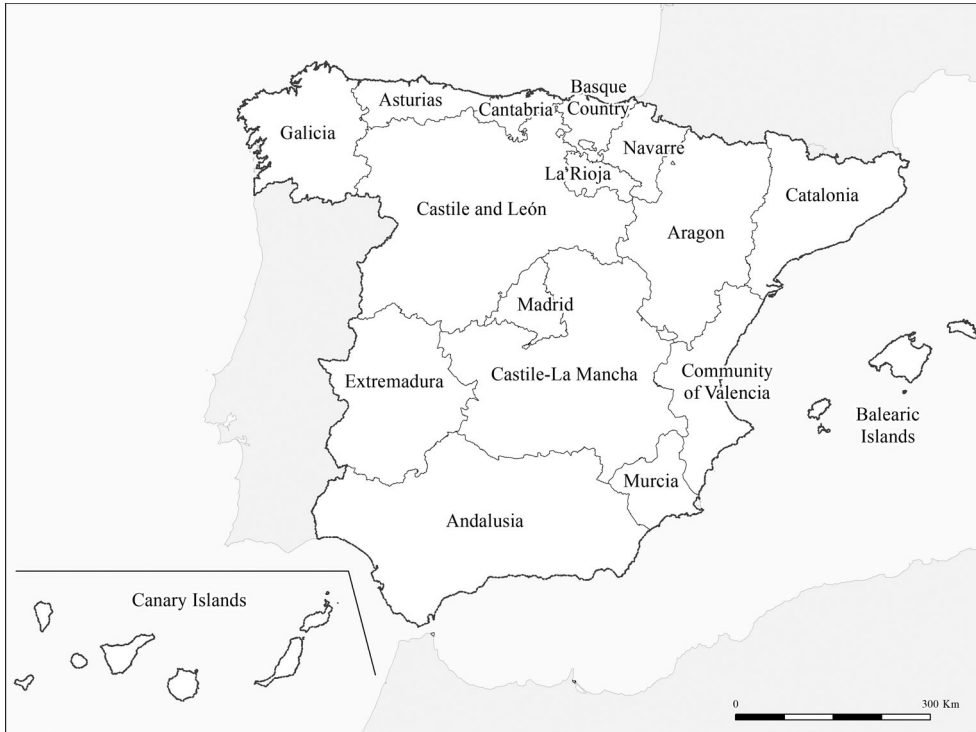 Basque
Country
Asturias
Cantabria
Galicia
Navarre
La Rioja
Catalonia
Castile and León
Aragon
Madrid
Community
of Valencia
Castile-La Mancha
Extremadura
Balearic
Islands
Murcia
Andalusia
Canary Islands
0 300 Km